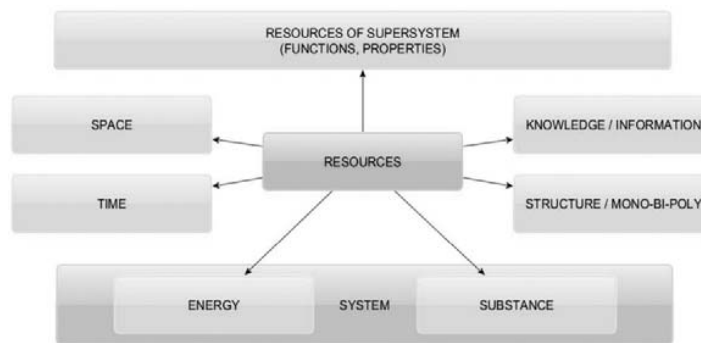 RESOURCES OF SUPERSYSTEM
(FUNCTIONS, PROPERTIES)
SPACE
KNOWLEDGE / INFORMATION
RESOURCES
TIME
STRUCTURE / MONO-BI-POLY
ENERGY
SYSTEM
SUBSTANCE